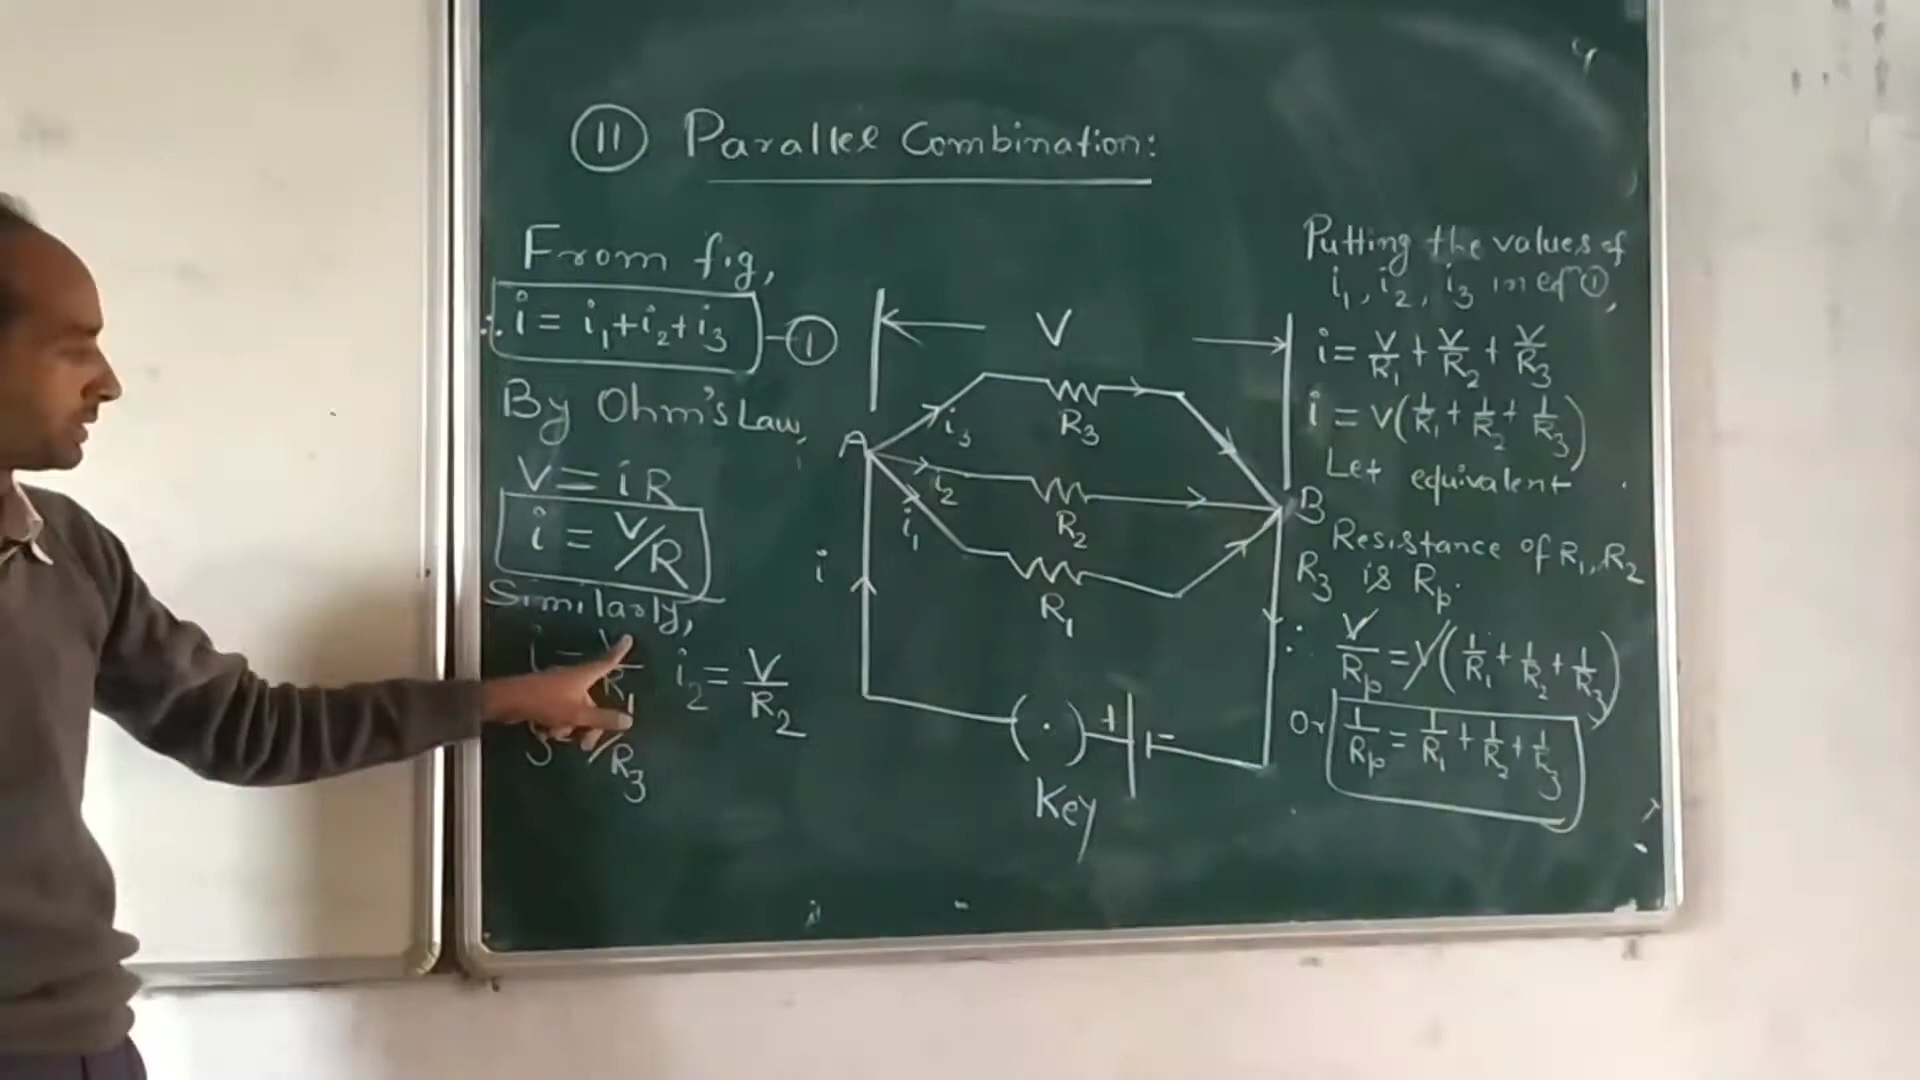 (11) Parallel Combination:
From fig,
∴ i = i₁+i₂+i₃ —①
By Ohm's Law,
V = iR
i = V/R
Similarly,
R₁ i₂ = V/R₂
/R₃
V
A
i₃
R₃
i₂
R₂
i₁
R₁
i
B
+ -
Key
Putting the values of
i₁, i₂, i₃ in eqⁿ ①,
i = V/R₁ + V/R₂ + V/R₃
i = V(1/R₁ + 1/R₂ + 1/R₃)
Let equivalent
Resistance of R₁, R₂
R₃ is Rp.
∴ V/Rp = V(1/R₁ + 1/R₂ + 1/R₃)
Or 1/Rp = 1/R₁ + 1/R₂ + 1/R₃